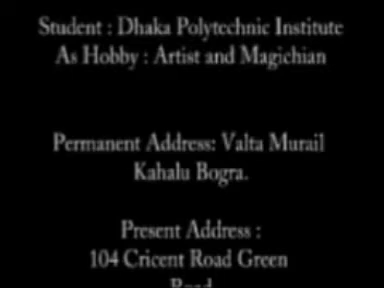 Student : Dhaka Polytechnic Institute
As Hobby : Artist and Magichian
Permanent Address: Valta Murail
Kahalu Bogra.
Present Address :
104 Cricent Road Green
Road